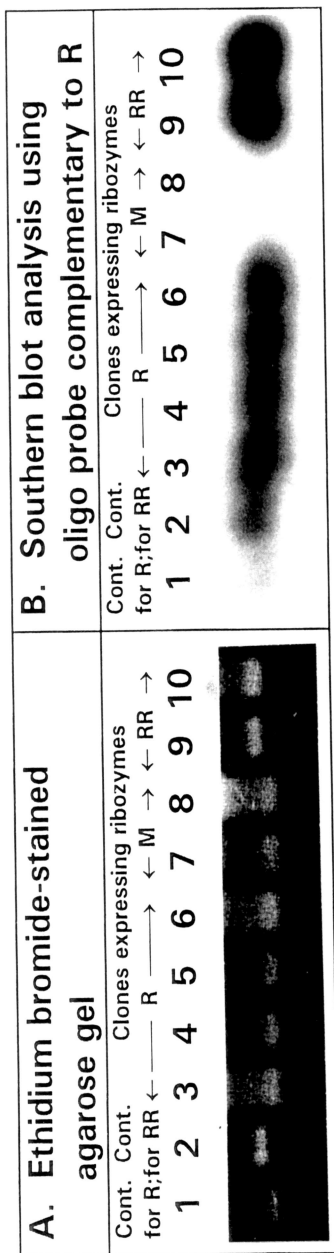 A. Ethidium bromide-stained
agarose gel
Cont. Cont. Clones expressing ribozymes
for R;for RR ← —— R ——→ ← M → ← RR →
1 2 3 4 5 6 7 8 9 10
B. Southern blot analysis using
oligo probe complementary to R
Cont. Cont. Clones expressing ribozymes
for R;for RR ← —— R ——→ ← M → ← RR →
1 2 3 4 5 6 7 8 9 10